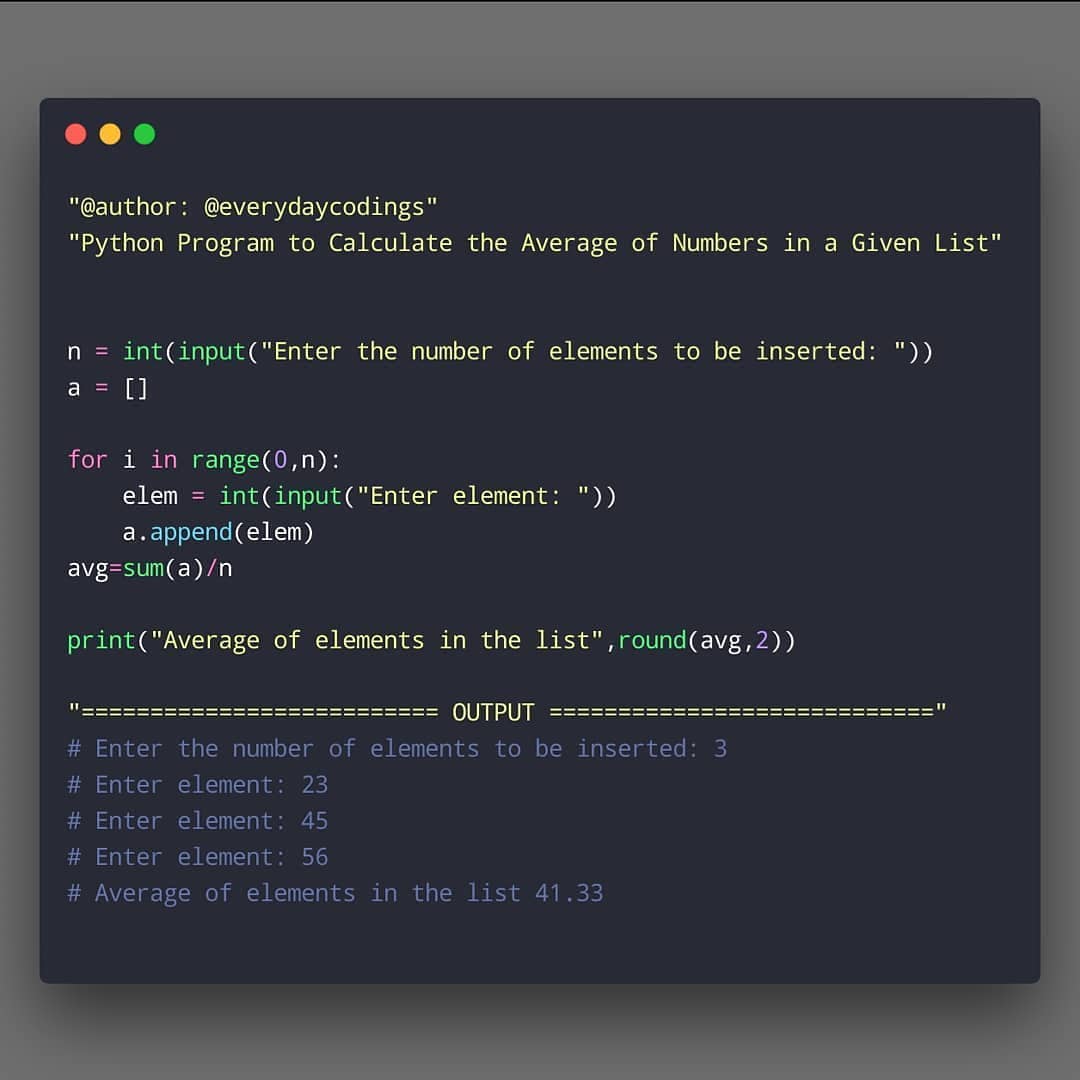 "@author: @everydaycodings"
"Python Program to Calculate the Average of Numbers in a Given List"
n = int(input("Enter the number of elements to be inserted: "))
a = []
for i in range(0,n):
    elem = int(input("Enter element: "))
    a.append(elem)
avg=sum(a)/n
print("Average of elements in the list",round(avg,2))
"========================== OUTPUT ============================"
# Enter the number of elements to be inserted: 3
# Enter element: 23
# Enter element: 45
# Enter element: 56
# Average of elements in the list 41.33